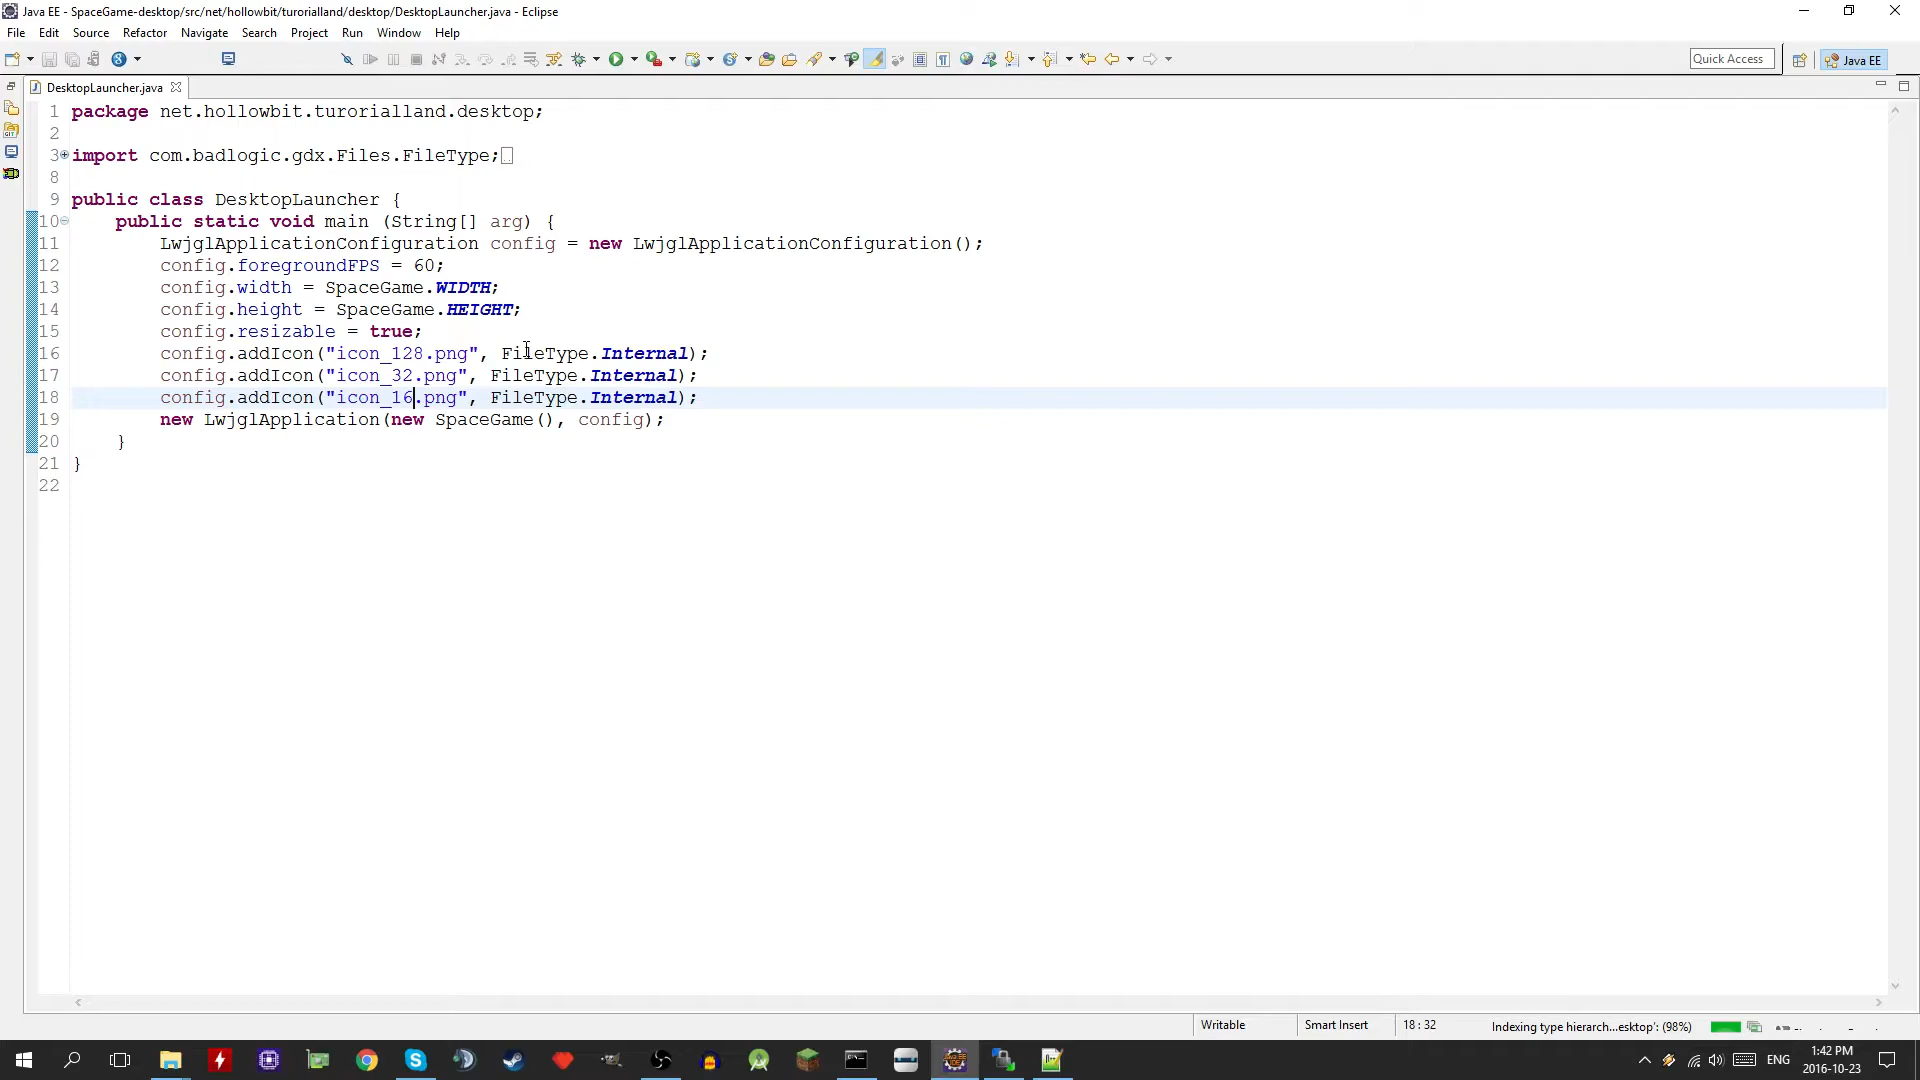 Java EE - SpaceGame-desktop/src/net/hollowbit/turorialland/desktop/DesktopLauncher.java - Eclipse
File Edit Source Refactor Navigate Search Project Run Window Help
Quick Access
Java EE
DesktopLauncher.java
1 package net.hollowbit.turorialland.desktop;
2
3 import com.badlogic.gdx.Files.FileType;
8
9 public class DesktopLauncher {
10 public static void main (String[] arg) {
11 LwjglApplicationConfiguration config = new LwjglApplicationConfiguration();
12 config.foregroundFPS = 60;
13 config.width = SpaceGame.WIDTH;
14 config.height = SpaceGame.HEIGHT;
15 config.resizable = true;
16 config.addIcon("icon_128.png", FileType.Internal);
17 config.addIcon("icon_32.png", FileType.Internal);
18 config.addIcon("icon_16.png", FileType.Internal);
19 new LwjglApplication(new SpaceGame(), config);
20 }
21 }
22
Writable
Smart Insert
18 : 32
Indexing type hierarch...esktop': (98%)
ENG
1:42 PM
2016-10-23